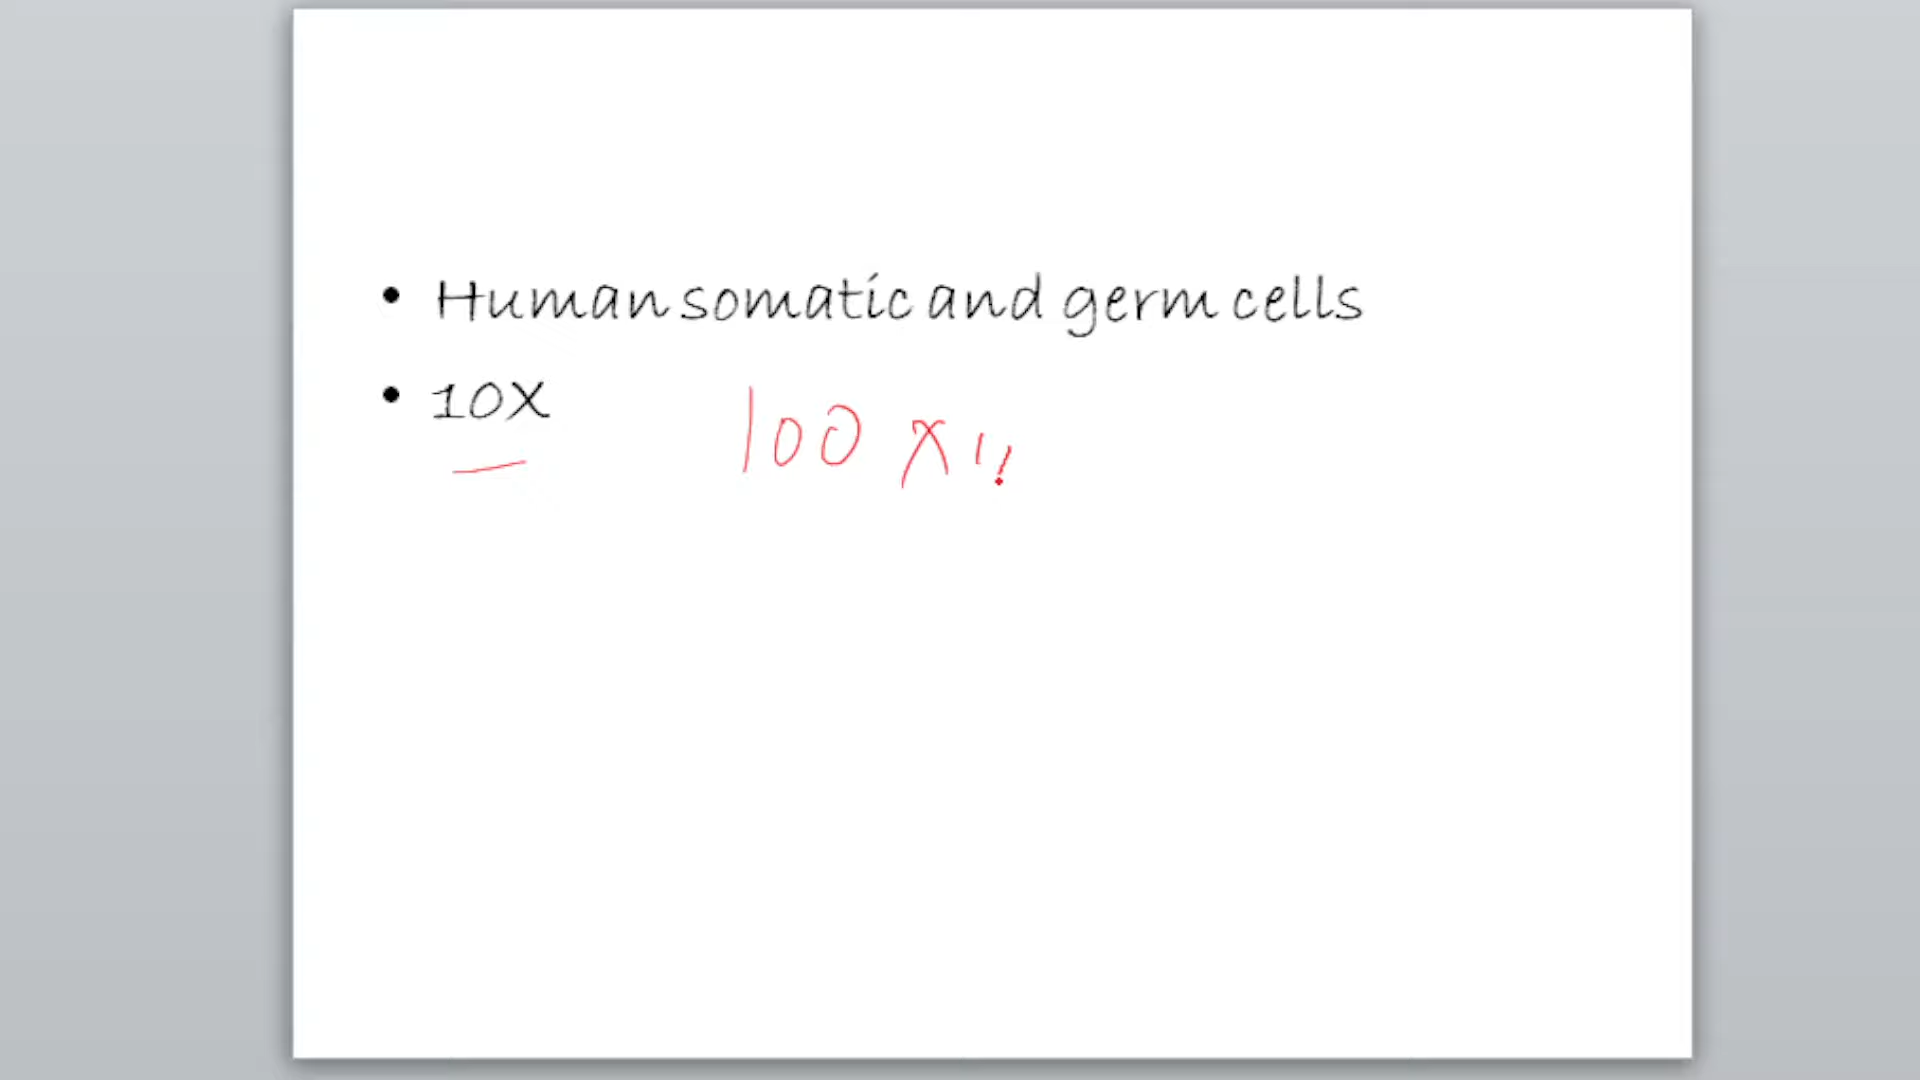 • Human somatic and germ cells
• 10X
100 X